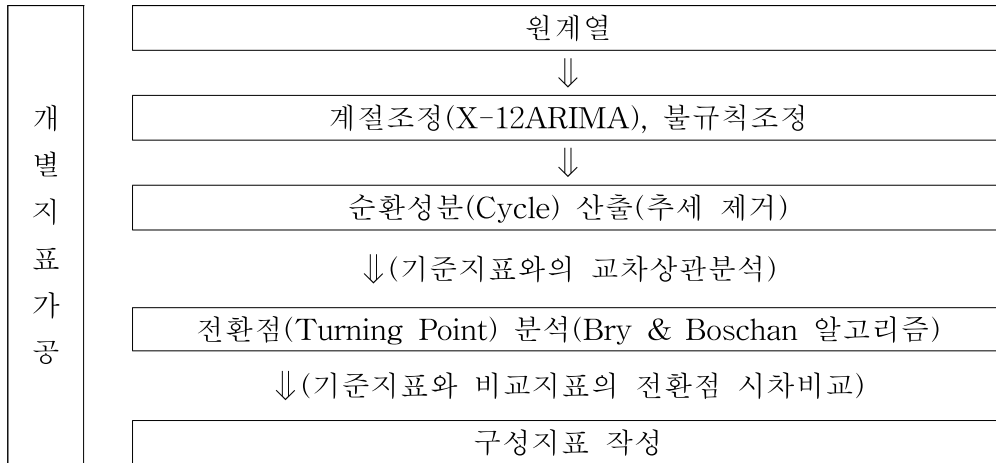 개별지표가공
원계열
⇓
계절조정(X-12ARIMA), 불규칙조정
⇓
순환성분(Cycle) 산출(추세 제거)
⇓(기준지표와의 교차상관분석)
전환점(Turning Point) 분석(Bry & Boschan 알고리즘)
⇓(기준지표와 비교지표의 전환점 시차비교)
구성지표 작성